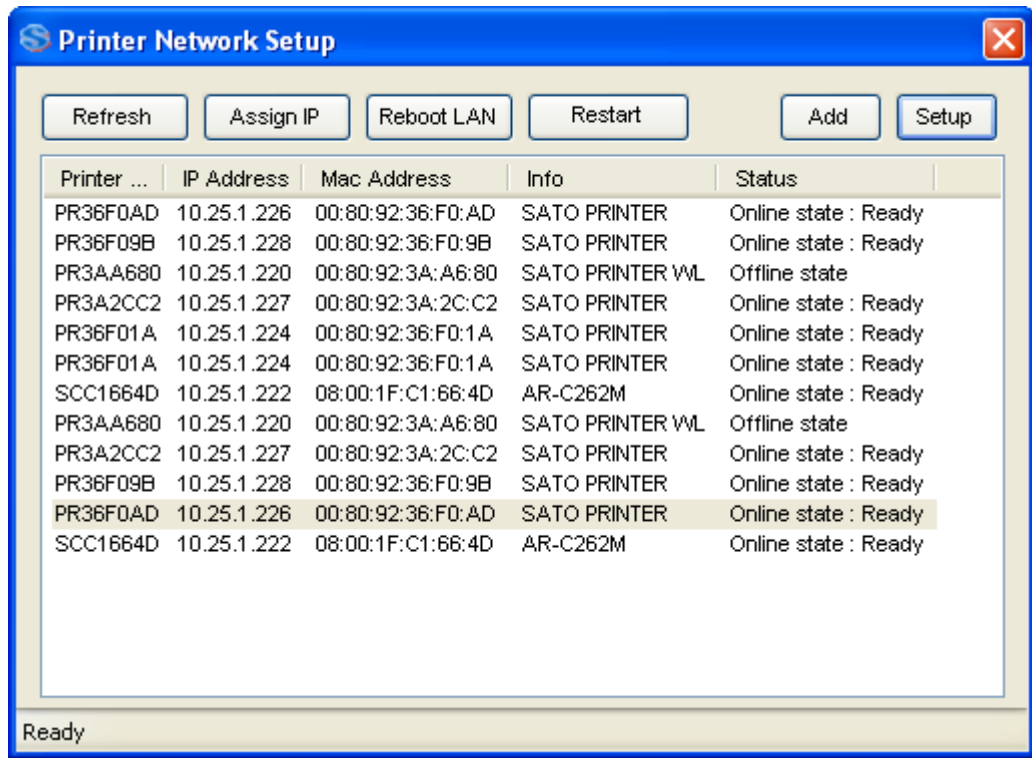 Printer Network Setup
Refresh Assign IP Reboot LAN Restart Add Setup
Printer ... IP Address Mac Address Info Status
PR36F0AD 10.25.1.226 00:80:92:36:F0:AD SATO PRINTER Online state : Ready
PR36F09B 10.25.1.228 00:80:92:36:F0:9B SATO PRINTER Online state : Ready
PR3AA680 10.25.1.220 00:80:92:3A:A6:80 SATO PRINTER WL Offline state
PR3A2CC2 10.25.1.227 00:80:92:3A:2C:C2 SATO PRINTER Online state : Ready
PR36F01A 10.25.1.224 00:80:92:36:F0:1A SATO PRINTER Online state : Ready
PR36F01A 10.25.1.224 00:80:92:36:F0:1A SATO PRINTER Online state : Ready
SCC1664D 10.25.1.222 08:00:1F:C1:66:4D AR-C262M Online state : Ready
PR3AA680 10.25.1.220 00:80:92:3A:A6:80 SATO PRINTER WL Offline state
PR3A2CC2 10.25.1.227 00:80:92:3A:2C:C2 SATO PRINTER Online state : Ready
PR36F09B 10.25.1.228 00:80:92:36:F0:9B SATO PRINTER Online state : Ready
PR36F0AD 10.25.1.226 00:80:92:36:F0:AD SATO PRINTER Online state : Ready
SCC1664D 10.25.1.222 08:00:1F:C1:66:4D AR-C262M Online state : Ready
Ready